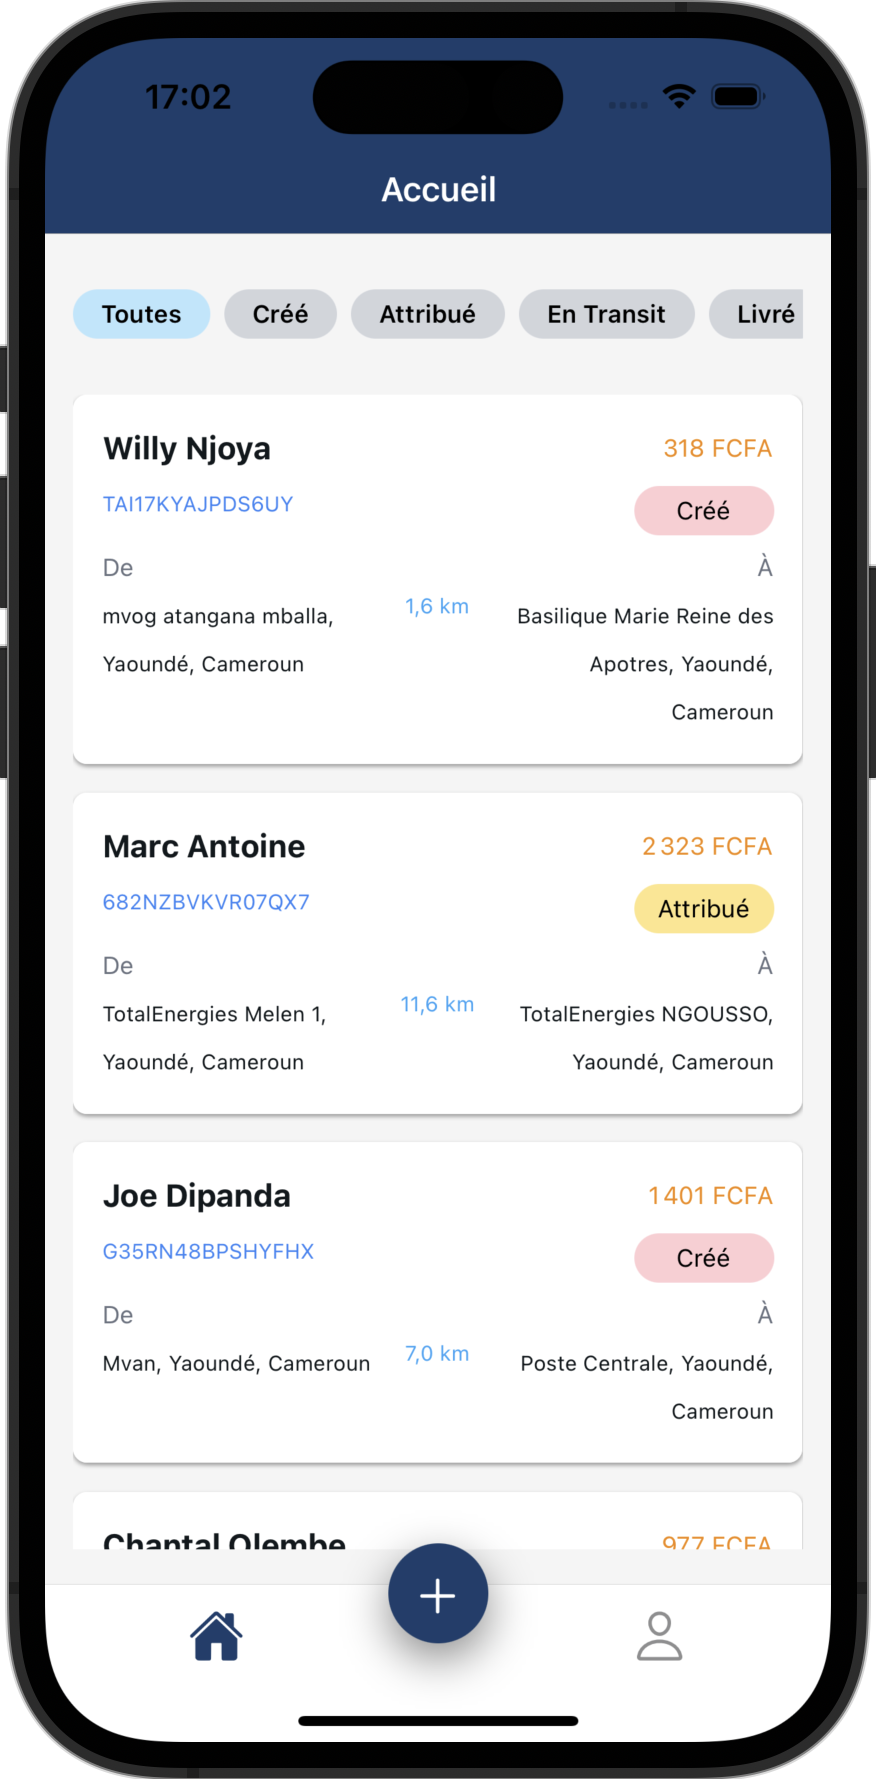 17:02
Accueil
Toutes Créé Attribué En Transit Livré
Willy Njoya 318 FCFA
TAI17KYAJPDS6UY Créé
De À
mvog atangana mballa, 1,6 km Basilique Marie Reine des
Yaoundé, Cameroun Apotres, Yaoundé,
Cameroun
Marc Antoine 2 323 FCFA
682NZBVKVR07QX7 Attribué
De À
TotalEnergies Melen 1, 11,6 km TotalEnergies NGOUSSO,
Yaoundé, Cameroun Yaoundé, Cameroun
Joe Dipanda 1 401 FCFA
G35RN48BPSHYFHX Créé
De À
Mvan, Yaoundé, Cameroun 7,0 km Poste Centrale, Yaoundé,
Cameroun
Chantal Olembe 977 FCFA